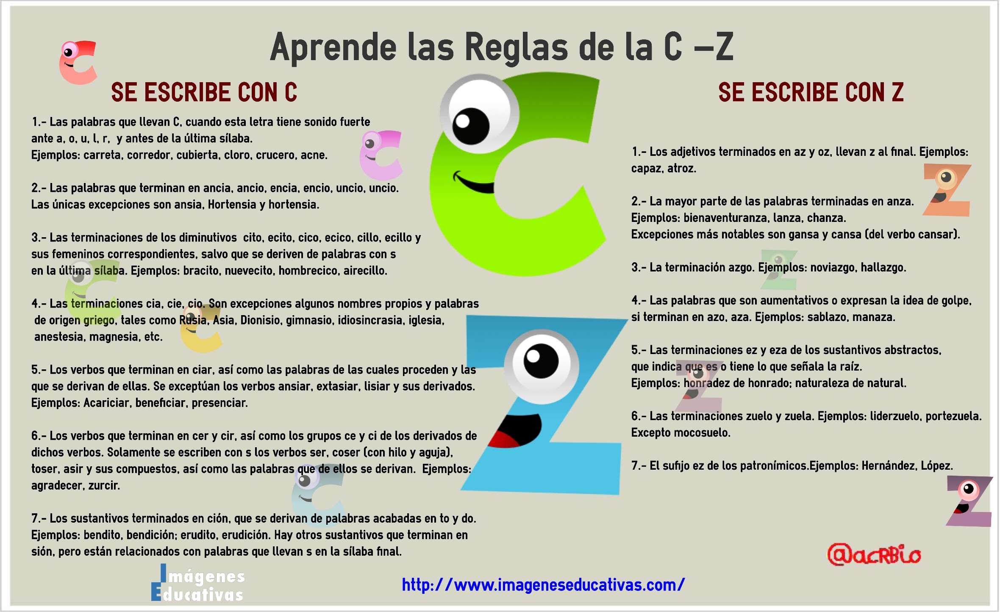 Aprende las Reglas de la C –Z
SE ESCRIBE CON C
1.- Las palabras que llevan C, cuando esta letra tiene sonido fuerte
ante a, o, u, l, r,  y antes de la última sílaba.
Ejemplos: carreta, corredor, cubierta, cloro, crucero, acne.
2.- Las palabras que terminan en ancia, ancio, encia, encio, uncio, uncio.
Las únicas excepciones son ansia, Hortensia y hortensia.
3.- Las terminaciones de los diminutivos  cito, ecito, cico, ecico, cillo, ecillo y
sus femeninos correspondientes, salvo que se deriven de palabras con s
en la última sílaba. Ejemplos: bracito, nuevecito, hombrecico, airecillo.
4.- Las terminaciones cia, cie, cio. Son excepciones algunos nombres propios y palabras
de origen griego, tales como Rusia, Asia, Dionisio, gimnasio, idiosincrasia, iglesia,
anestesia, magnesia, etc.
5.- Los verbos que terminan en ciar, así como las palabras de las cuales proceden y las
que se derivan de ellas. Se exceptúan los verbos ansiar, extasiar, lisiar y sus derivados.
Ejemplos: Acariciar, beneficiar, presenciar.
6.- Los verbos que terminan en cer y cir, así como los grupos ce y ci de los derivados de
dichos verbos. Solamente se escriben con s los verbos ser, coser (con hilo y aguja),
toser, asir y sus compuestos, así como las palabras que de ellos se derivan.  Ejemplos:
agradecer, zurcir.
7.- Los sustantivos terminados en ción, que se derivan de palabras acabadas en to y do.
Ejemplos: bendito, bendición; erudito, erudición. Hay otros sustantivos que terminan en
sión, pero están relacionados con palabras que llevan s en la sílaba final.
SE ESCRIBE CON Z
1.- Los adjetivos terminados en az y oz, llevan z al final. Ejemplos:
capaz, atroz.
2.- La mayor parte de las palabras terminadas en anza.
Ejemplos: bienaventuranza, lanza, chanza.
Excepciones más notables son gansa y cansa (del verbo cansar).
3.- La terminación azgo. Ejemplos: noviazgo, hallazgo.
4.- Las palabras que son aumentativos o expresan la idea de golpe,
si terminan en azo, aza. Ejemplos: sablazo, manaza.
5.- Las terminaciones ez y eza de los sustantivos abstractos,
que indica que es o tiene lo que señala la raíz.
Ejemplos: honradez de honrado; naturaleza de natural.
6.- Las terminaciones zuelo y zuela. Ejemplos: liderzuelo, portezuela.
Excepto mocosuelo.
7.- El sufijo ez de los patronímicos.Ejemplos: Hernández, López.
@acRBio
Imágenes
Educativas
http://www.imageneseducativas.com/